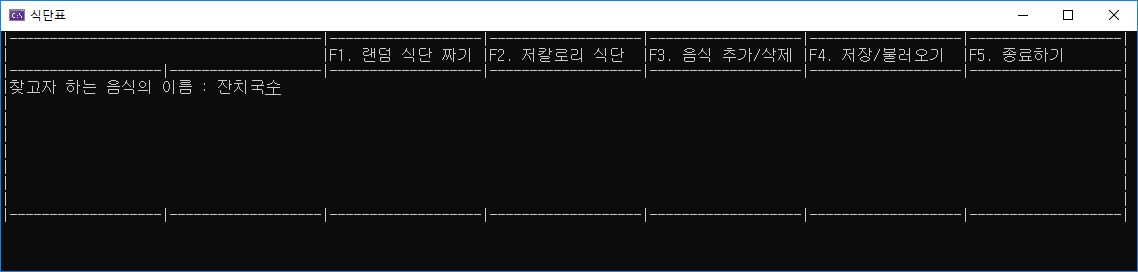 식단표
F1. 랜덤 식단 짜기 F2. 저칼로리 식단 F3. 음식 추가/삭제 F4. 저장/불러오기 F5. 종료하기
찾고자 하는 음식의 이름 : 잔치국수